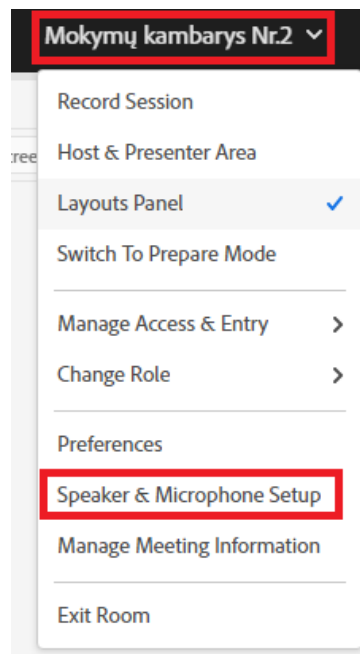 Mokymų kambarys Nr.2
Record Session
tree
Host & Presenter Area
Layouts Panel
Switch To Prepare Mode
Manage Access & Entry
Change Role
Preferences
Speaker & Microphone Setup
Manage Meeting Information
Exit Room